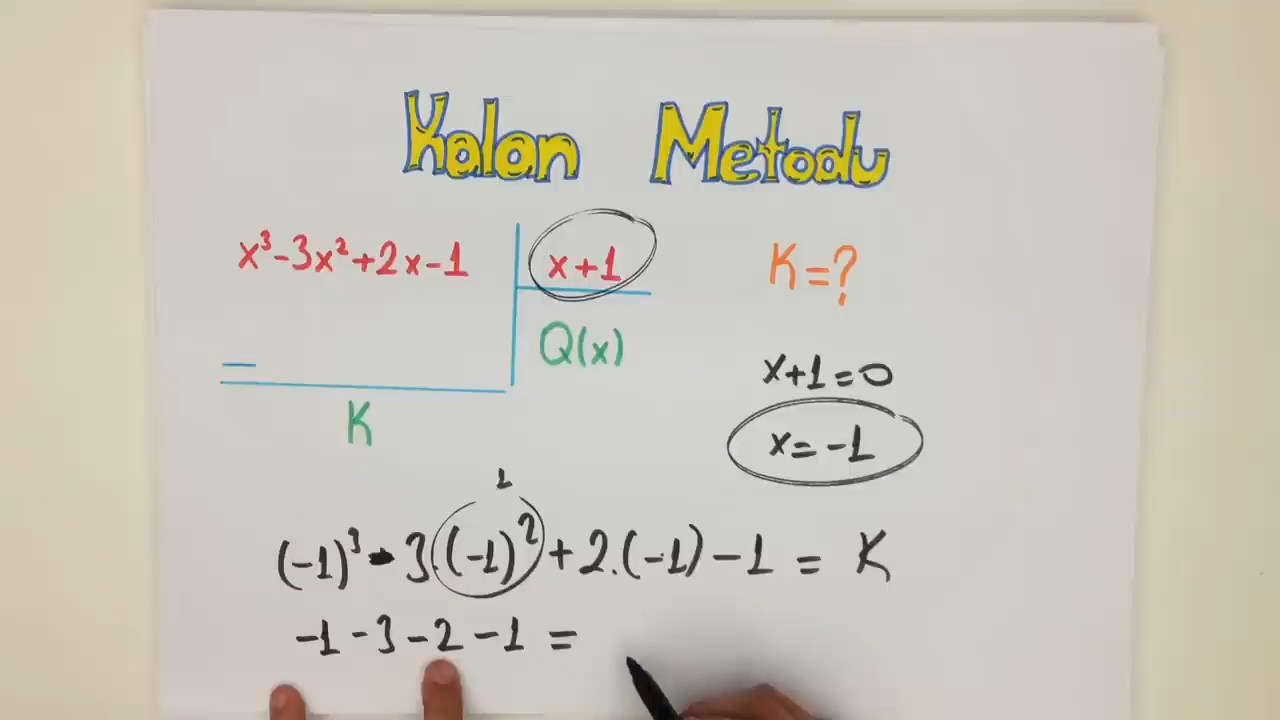 Kalan Metodu
x³-3x²+2x-1 x+1 K=?
Q(x)
x+1=0
K
x=-1
1
(-1)³-3.(-1)²+2.(-1)-1=K
-1-3-2-1=